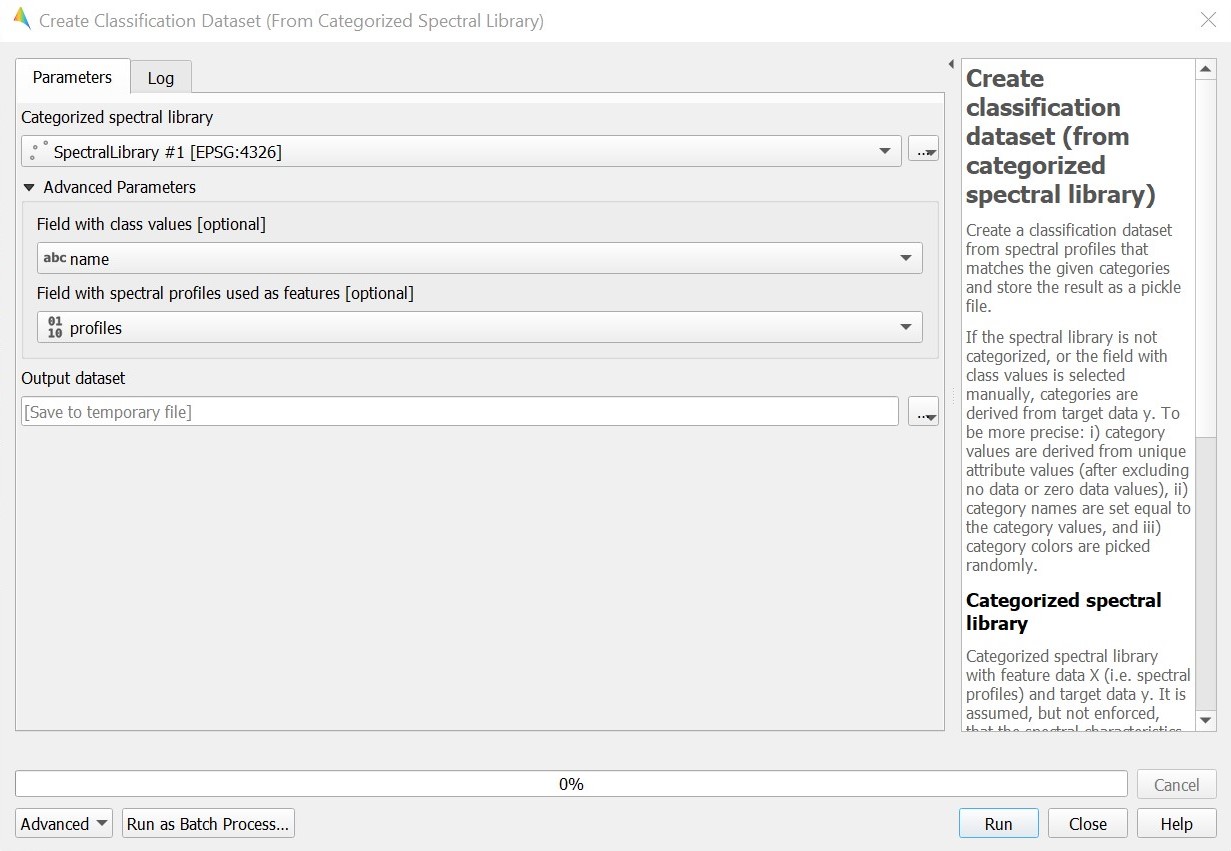 Create Classification Dataset (From Categorized Spectral Library)
Parameters
Log
Categorized spectral library
SpectralLibrary #1 [EPSG:4326]
...
Advanced Parameters
Field with class values [optional]
abc name
Field with spectral profiles used as features [optional]
01
10
profiles
Output dataset
[Save to temporary file]
...
Create
classification
dataset (from
categorized
spectral library)
Create a classification dataset
from spectral profiles that
matches the given categories
and store the result as a pickle
file.
If the spectral library is not
categorized, or the field with
class values is selected
manually, categories are
derived from target data y. To
be more precise: i) category
values are derived from unique
attribute values (after excluding
no data or zero data values), ii)
category names are set equal to
the category values, and iii)
category colors are picked
randomly.
Categorized spectral
library
Categorized spectral library
with feature data X (i.e. spectral
profiles) and target data y. It is
assumed, but not enforced,
that the spectral characteristics
0%
Cancel
Advanced
Run as Batch Process...
Run
Close
Help